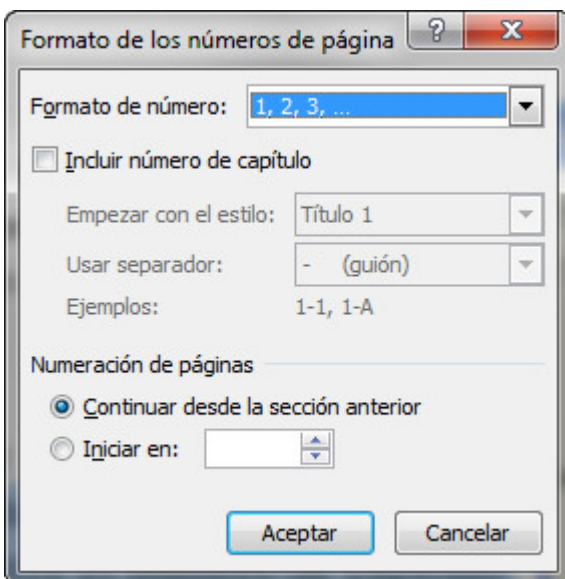 Formato de los números de página ?
Formato de número: 1, 2, 3, ...
Incluir número de capítulo
Empezar con el estilo: Título 1
Usar separador: - (guión)
Ejemplos: 1-1, 1-A
Numeración de páginas
Continuar desde la sección anterior
Iniciar en:
Aceptar Cancelar